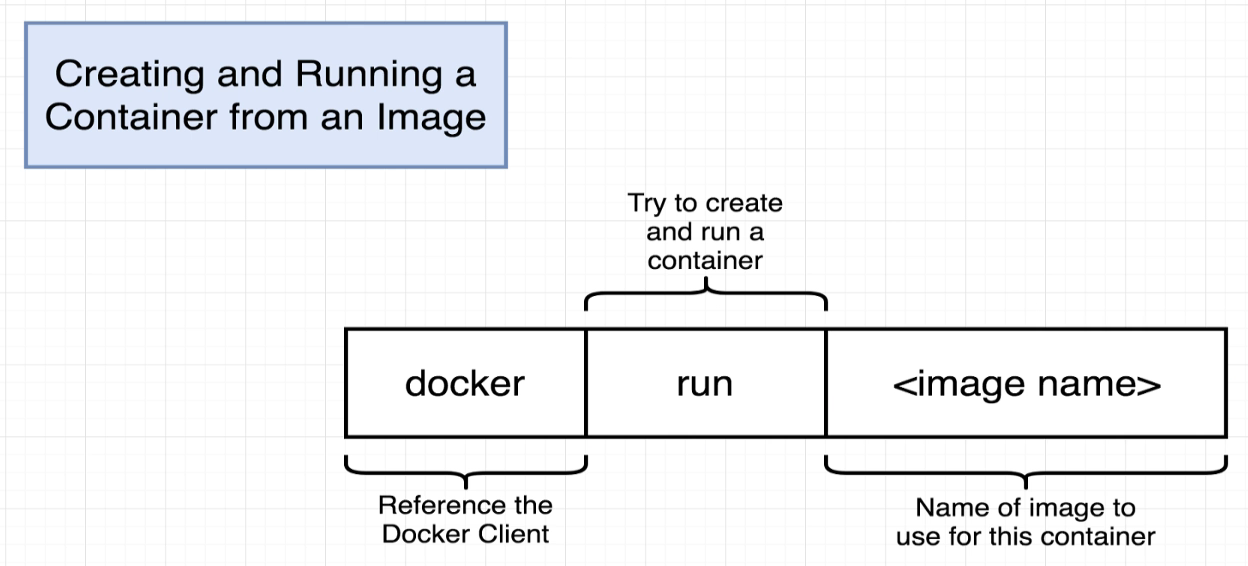 Creating and Running a
Container from an Image
Try to create
and run a
container
docker
run
<image name>
Reference the
Docker Client
Name of image to
use for this container